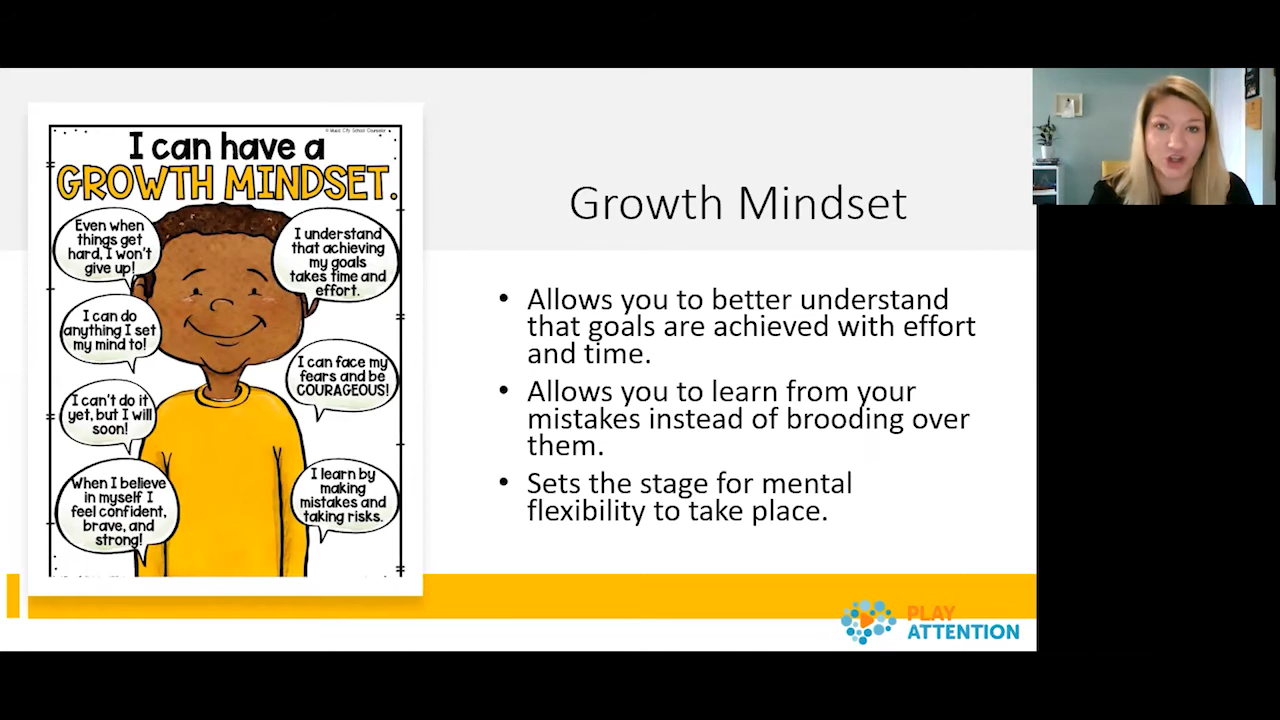 © Music City School Counselor
I can have a
GROWTH MINDSET.
Even when
things get
hard, I won't
give up!
I understand
that achieving
my goals
takes time and
effort.
I can do
anything I set
my mind to!
I can face my
fears and be
COURAGEOUS!
I can't do it
yet, but I will
soon!
When I believe
in myself I
feel confident,
brave, and
strong!
I learn by
making
mistakes and
taking risks.
Growth Mindset
• Allows you to better understand
that goals are achieved with effort
and time.
• Allows you to learn from your
mistakes instead of brooding over
them.
• Sets the stage for mental
flexibility to take place.
PLAY
ATTENTION